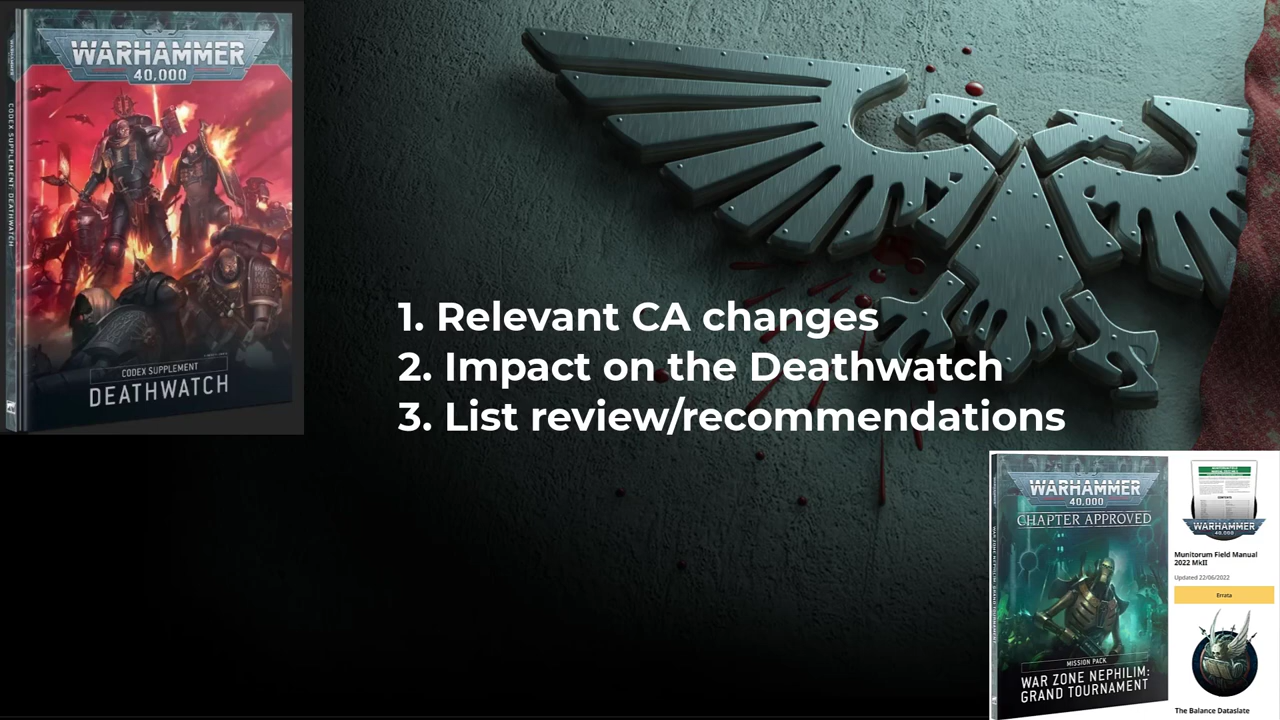 WARHAMMER
40,000
CODEX SUPPLEMENT: DEATHWATCH
CODEX SUPPLEMENT
DEATHWATCH
1. Relevant CA changes
2. Impact on the Deathwatch
3. List review/recommendations
WARHAMMER
40,000
CHAPTER APPROVED
MISSION PACK
WAR ZONE NEPHILIM:
GRAND TOURNAMENT
WARHAMMER
40,000
Munitorum Field Manual
2022 MkII
Updated 22/06/2022
Errata
The Balance Dataslate